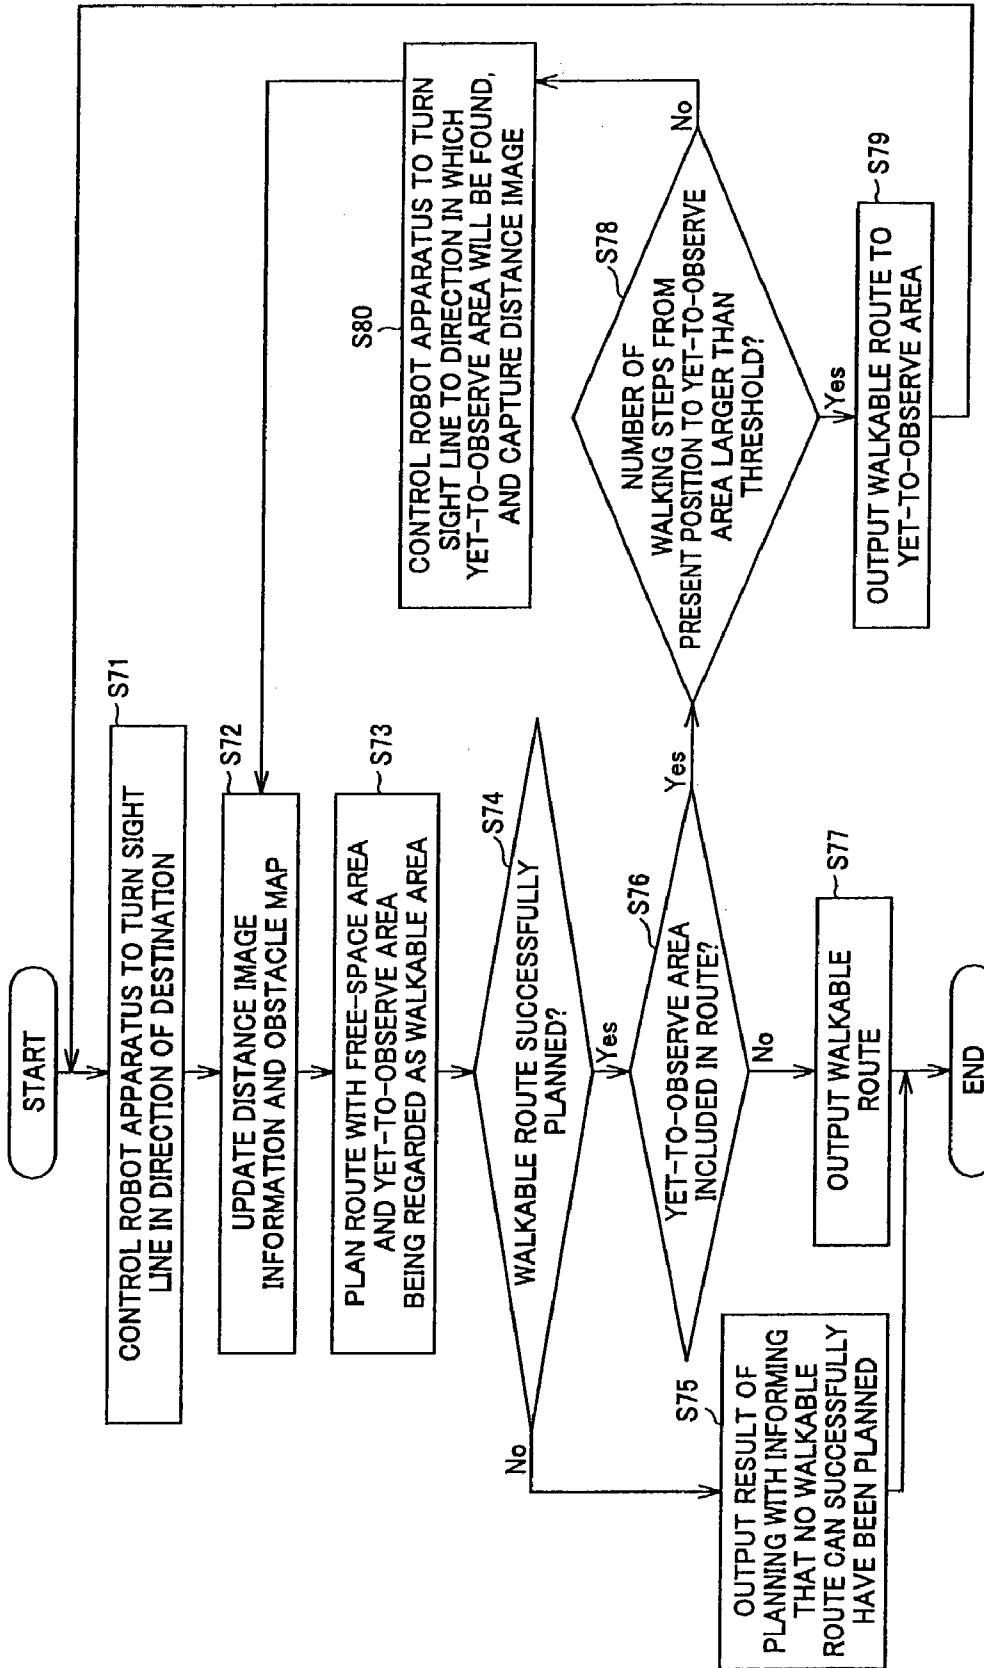 START
S71
CONTROL ROBOT APPARATUS TO TURN SIGHT
LINE IN DIRECTION OF DESTINATION
S72
UPDATE DISTANCE IMAGE
INFORMATION AND OBSTACLE MAP
S73
PLAN ROUTE WITH FREE-SPACE AREA
AND YET-TO-OBSERVE AREA
BEING REGARDED AS WALKABLE AREA
S74
WALKABLE ROUTE SUCCESSFULLY
PLANNED?
No
Yes
S75
OUTPUT RESULT OF
PLANNING WITH INFORMING
THAT NO WALKABLE
ROUTE CAN SUCCESSFULLY
HAVE BEEN PLANNED
S76
YET-TO-OBSERVE AREA
INCLUDED IN ROUTE?
Yes
No
S77
OUTPUT WALKABLE
ROUTE
END
S78
NUMBER OF
WALKING STEPS FROM
PRESENT POSITION TO YET-TO-OBSERVE
AREA LARGER THAN
THRESHOLD?
No
Yes
S79
OUTPUT WALKABLE ROUTE TO
YET-TO-OBSERVE AREA
S80
CONTROL ROBOT APPARATUS TO TURN
SIGHT LINE TO DIRECTION IN WHICH
YET-TO-OBSERVE AREA WILL BE FOUND,
AND CAPTURE DISTANCE IMAGE